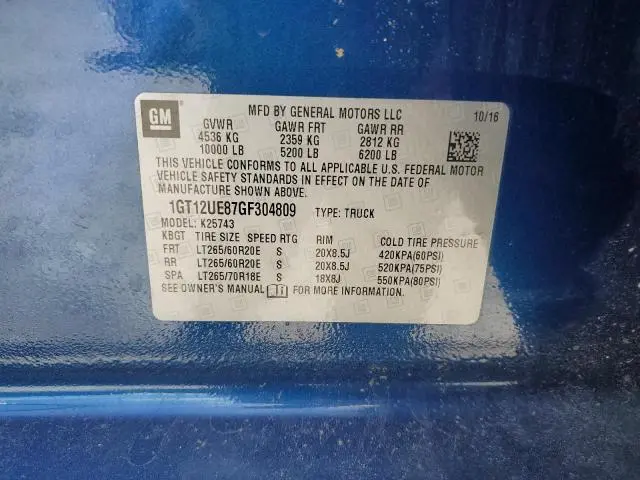 GM
MFD BY GENERAL MOTORS LLC 10/16
GVWR GAWR FRT GAWR RR
4536 KG 2359 KG 2812 KG
10000 LB 5200 LB 6200 LB
THIS VEHICLE CONFORMS TO ALL APPLICABLE U.S. FEDERAL MOTOR
VEHICLE SAFETY STANDARDS IN EFFECT ON THE DATE OF
MANUFACTURE SHOWN ABOVE.
1GT12UE87GF304809 TYPE: TRUCK
MODEL: K25743
KBGT TIRE SIZE SPEED RTG RIM COLD TIRE PRESSURE
FRT LT265/60R20E S 20X8.5J 420KPA(60PSI)
RR LT265/60R20E S 20X8.5J 520KPA(75PSI)
SPA LT265/70R18E S 18X8J 550KPA(80PSI)
SEE OWNER'S MANUAL FOR MORE INFORMATION.